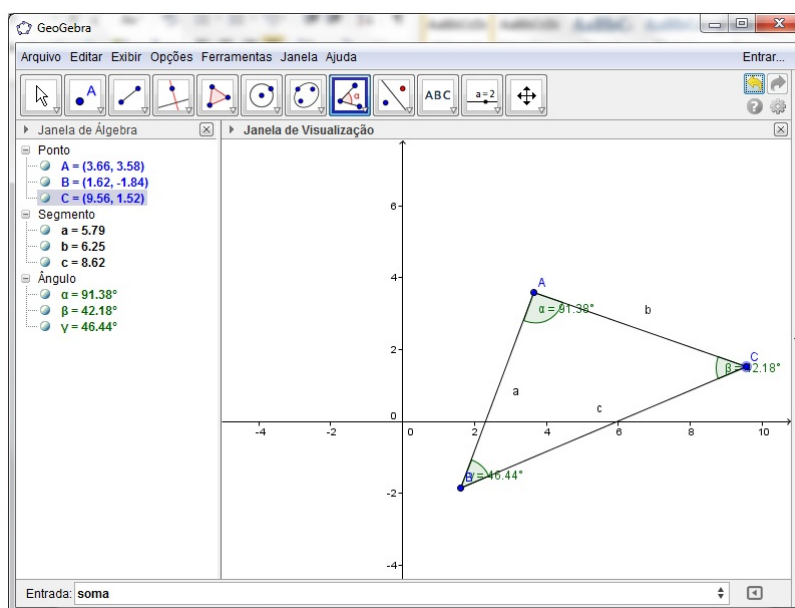 GeoGebra
Arquivo Editar Exibir Opções Ferramentas Janela Ajuda
Entrar...
ABC
a=2
Janela de Álgebra
Janela de Visualização
Ponto
A = (3.66, 3.58)
B = (1.62, -1.84)
C = (9.56, 1.52)
Segmento
a = 5.79
b = 6.25
c = 8.62
Ângulo
α = 91.38°
β = 42.18°
γ = 46.44°
6
4
2
0
-2
-4
-4
-2
0
2
4
6
8
10
A
α = 91.38°
b
C
β = 42.18°
a
c
B
γ = 46.44°
Entrada: soma